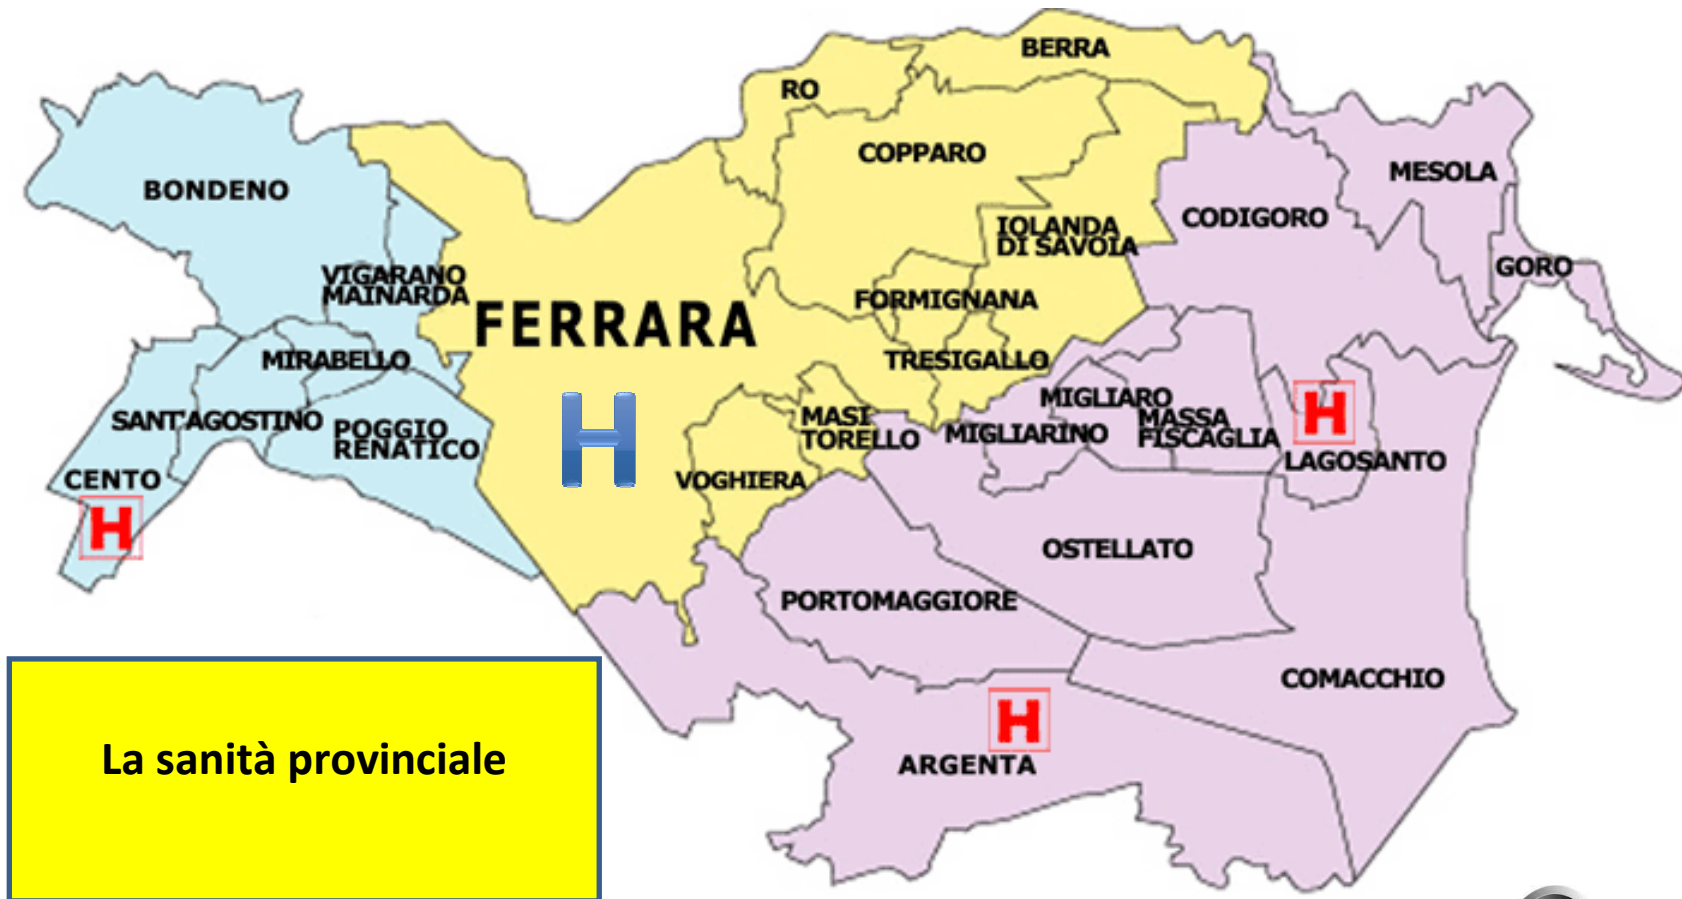 BERRA
RO
COPPARO
MESOLA
BONDENO
CODIGORO
IOLANDA
DI SAVOIA
GORO
VIGARANO
MAINARDA
FORMIGNANA
FERRARA
MIRABELLO
TRESIGALLO
MIGLIARO
H
H
MASI
TORELLO
MASSA
FISCAGLIA
SANT'AGOSTINO
POGGIO
RENATICO
MIGLIARINO
LAGOSANTO
CENTO
VOGHIERA
H
OSTELLATO
PORTOMAGGIORE
COMACCHIO
H
ARGENTA
La sanità provinciale